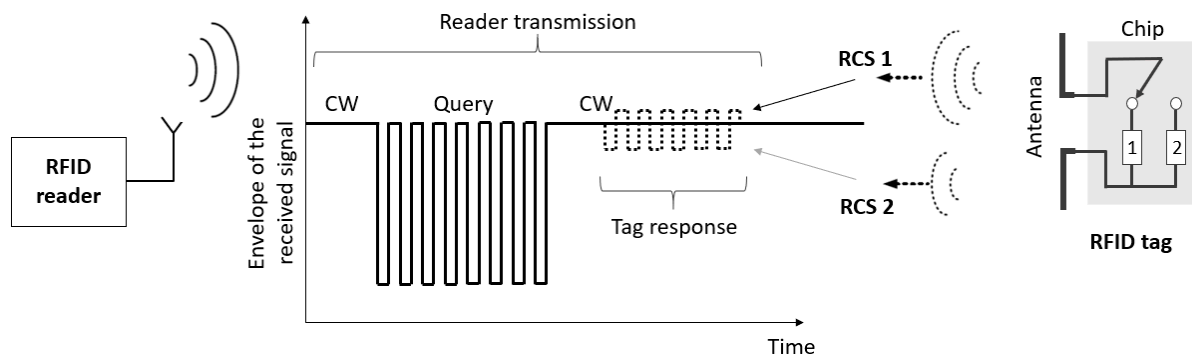 Reader transmission
Chip
RCS 1
CW
Query
CW
Antenna
Envelope of the
received signal
RFID
reader
1
2
Tag response
RCS 2
RFID tag
Time